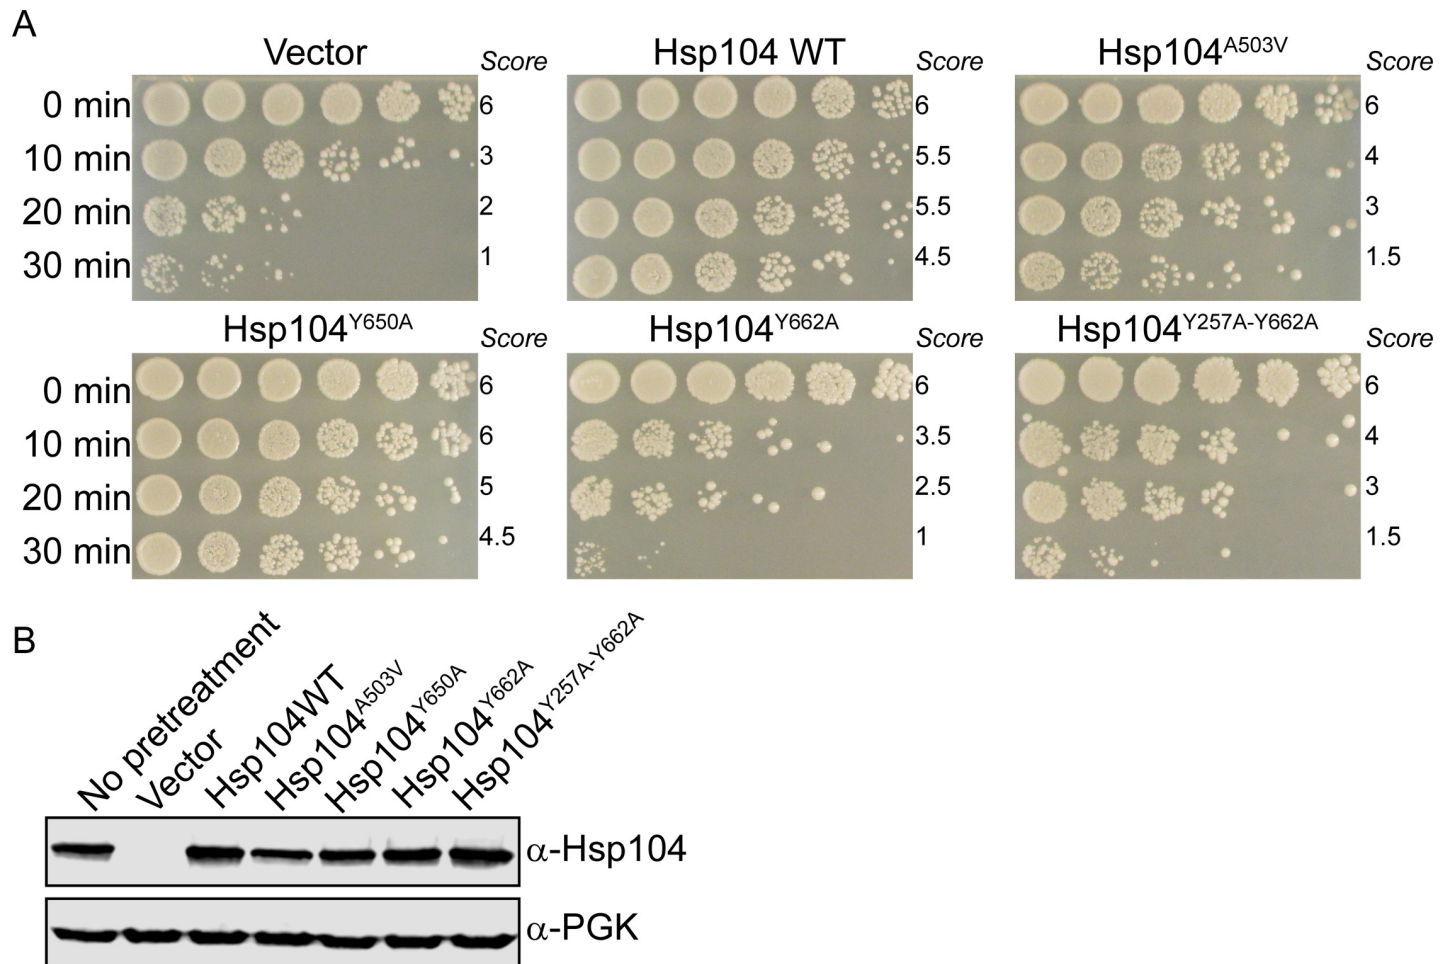 A
Vector Score Hsp104 WT Score Hsp104A503V Score
0 min 6 6 6
10 min 3 5.5 4
20 min 2 5.5 3
30 min 1 4.5 1.5
Hsp104Y650A Score Hsp104Y662A Score Hsp104Y257A-Y662A Score
0 min 6 6 6
10 min 6 3.5 4
20 min 5 2.5 3
30 min 4.5 1 1.5
B
No pretreatment
Vector
Hsp104WT
Hsp104A503V
Hsp104Y650A
Hsp104Y662A
Hsp104Y257A-Y662A
α-Hsp104
α-PGK